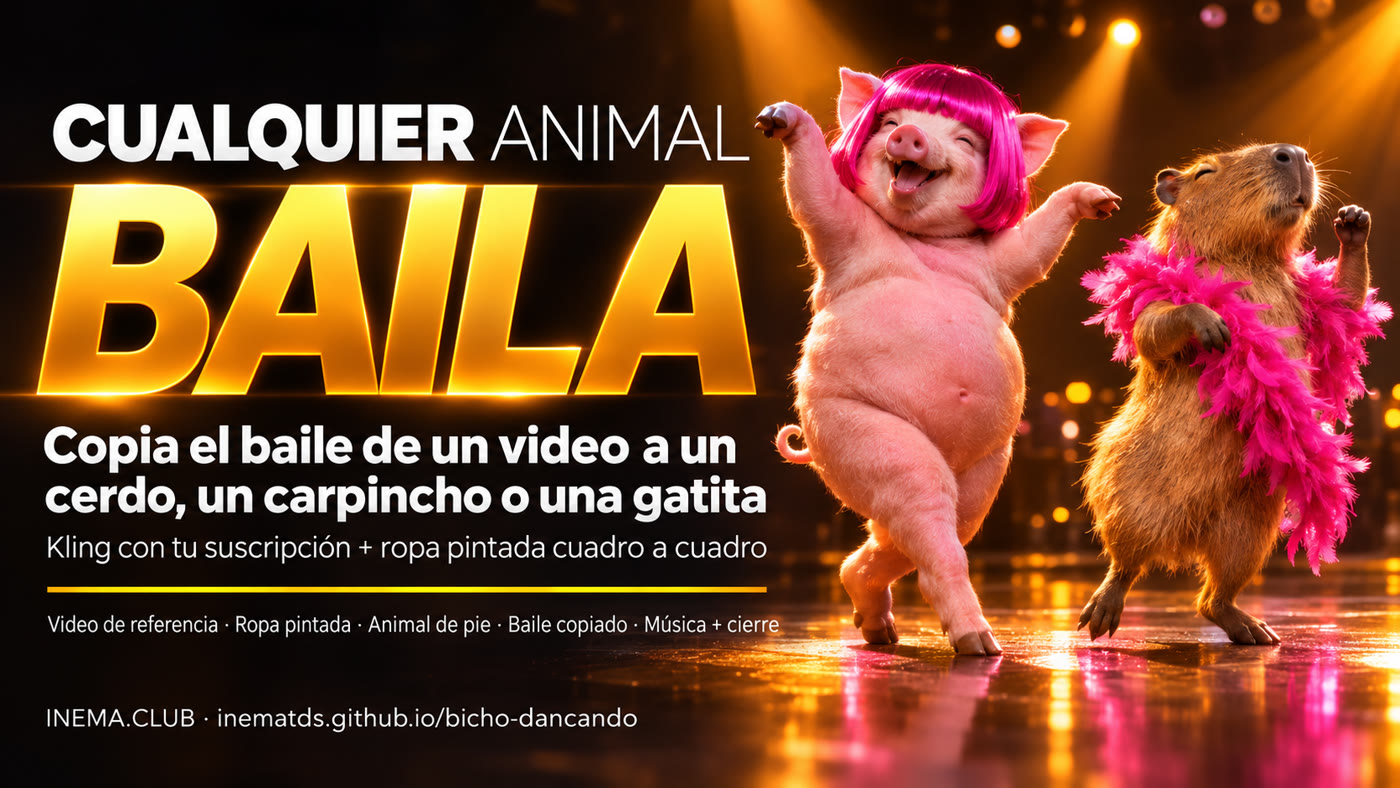 CUALQUIER ANIMAL
BAILA
Copia el baile de un video a un
cerdo, un carpincho o una gatita
Kling con tu suscripción + ropa pintada cuadro a cuadro
Video de referencia · Ropa pintada · Animal de pie · Baile copiado · Música + cierre
INEMA.CLUB · inematds.github.io/bicho-dancando